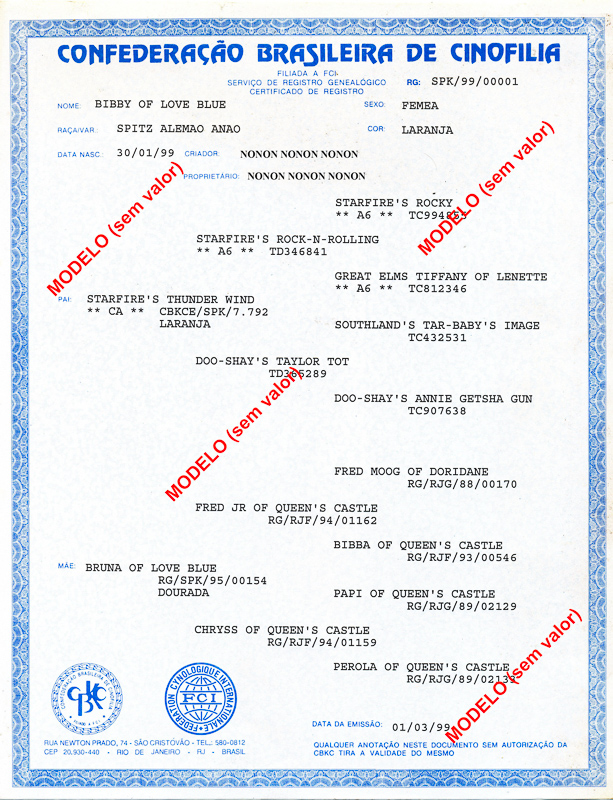 CONFEDERAÇÃO BRASILEIRA DE CINOFILIA
FILIADA A FCI
SERVIÇO DE REGISTRO GENEALÓGICO
CERTIFICADO DE REGISTRO
RG: SPK/99/00001
NOME: BIBBY OF LOVE BLUE SEXO: FEMEA
RAÇA/VAR: SPITZ ALEMAO ANAO COR: LARANJA
DATA NASC: 30/01/99 CRIADOR: NONON NONON NONON
PROPRIETÁRIO: NONON NONON NONON
MODELO (sem valor)
MODELO (sem valor)
STARFIRE'S ROCKY
** A6 ** TC994
STARFIRE'S ROCK-N-ROLLING
** A6 ** TD346841
GREAT ELMS TIFFANY OF LENETTE
** A6 ** TC812346
PAI: STARFIRE'S THUNDER WIND
** CA ** CBKCE/SPK/7.792
LARANJA
SOUTHLAND'S TAR-BABY'S IMAGE
TC432531
DOO-SHAY'S TAYLOR TOT
TD365289
DOO-SHAY'S ANNIE GETSHA GUN
TC907638
MODELO (sem valor)
FRED MOOG OF DORIDANE
RG/RJG/88/00170
FRED JR OF QUEEN'S CASTLE
RG/RJF/94/01162
BIBBA OF QUEEN'S CASTLE
RG/RJF/93/00546
MÃE: BRUNA OF LOVE BLUE
RG/SPK/95/00154
DOURADA
PAPI OF QUEEN'S CASTLE
RG/RJG/89/02129
CHRYSS OF QUEEN'S CASTLE
RG/RJF/94/01159
PEROLA OF QUEEN'S CASTLE
RG/RJG/89/02133
MODELO (sem valor)
CONFEDERAÇÃO BRASILEIRA DE
CBKC
FEDERATION CYNOLOGIQUE INTERNATIONALE
FCI
DATA DA EMISSÃO: 01/03/99
RUA NEWTON PRADO, 74 - SÃO CRISTÓVÃO - TEL.: 580-0812
CEP 20.930-440 - RIO DE JANEIRO - RJ - BRASIL
QUALQUER ANOTAÇÃO NESTE DOCUMENTO SEM AUTORIZAÇÃO DA
CBKC TIRA A VALIDADE DO MESMO